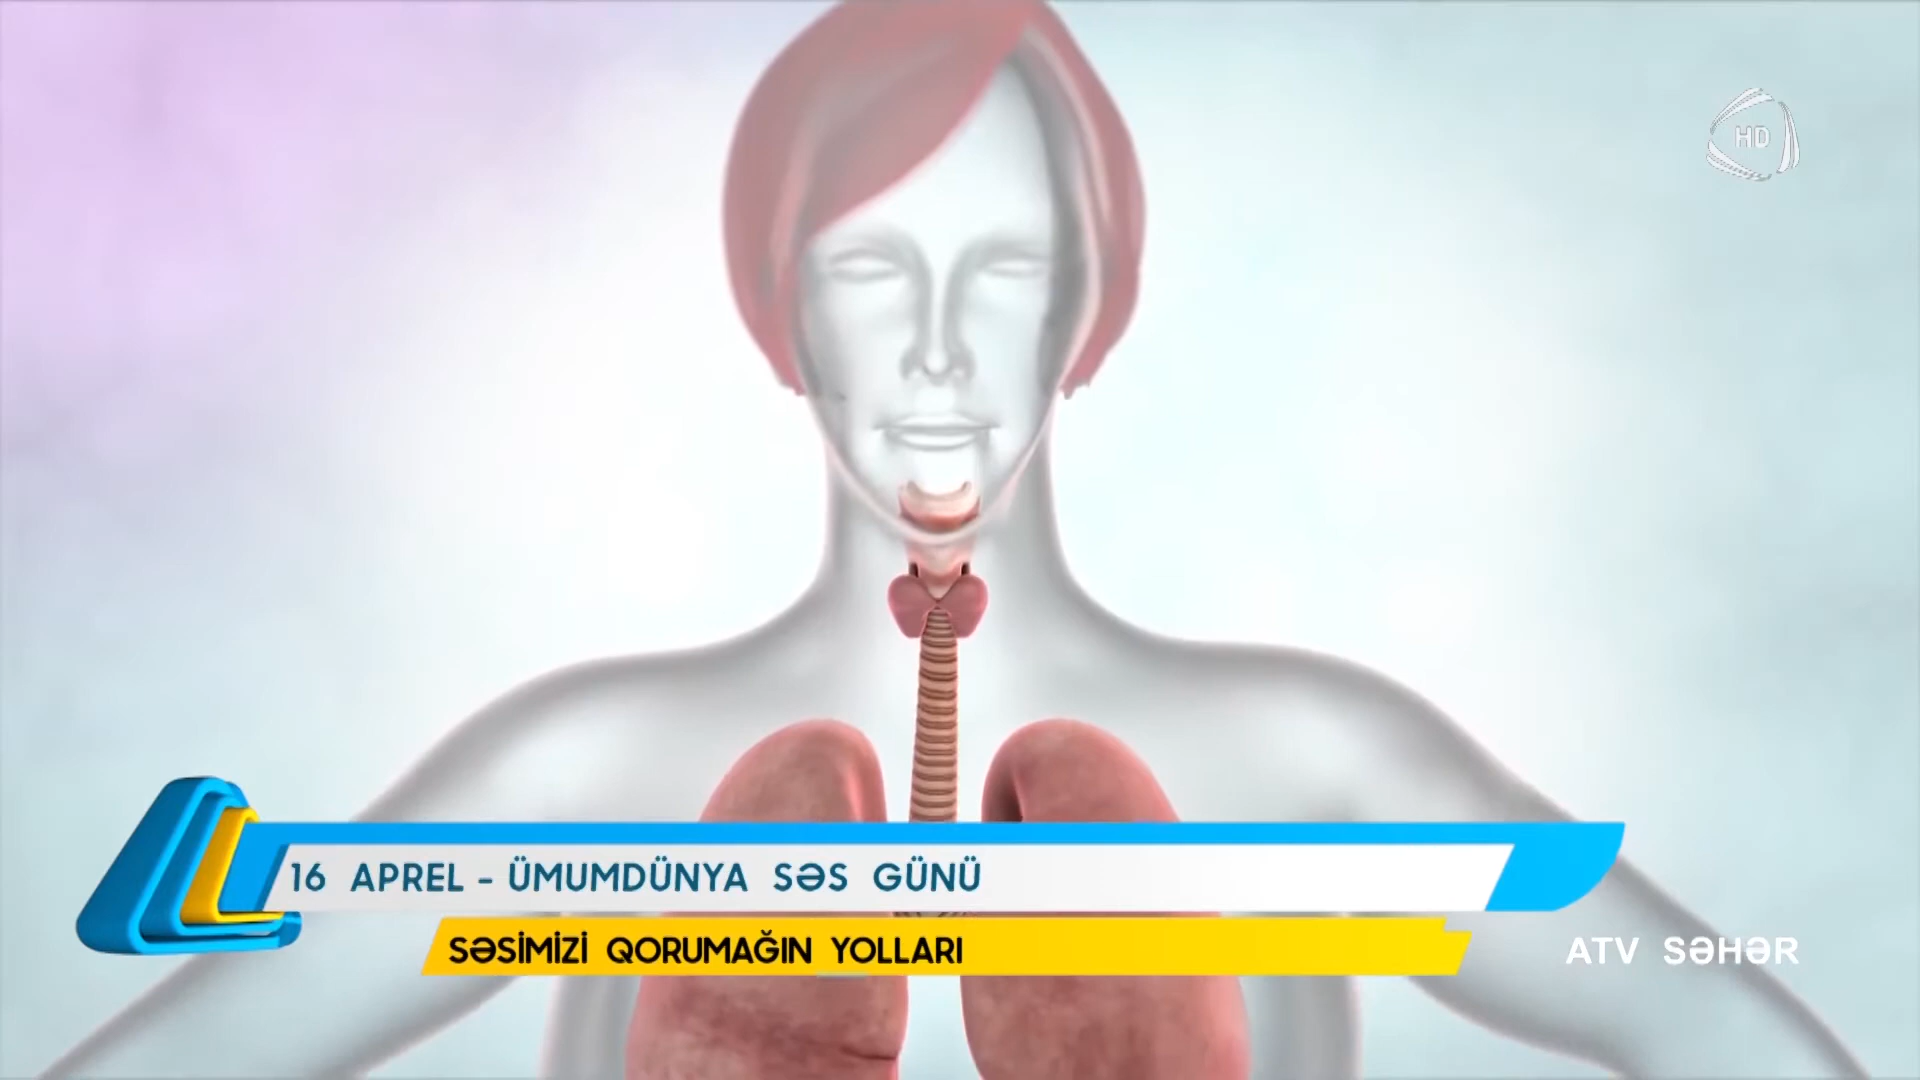 HD
16 APREL - ÜMUMDÜNYA SƏS GÜNÜ
SƏSİMİZİ QORUMAĞIN YOLLARI
ATV SƏHƏR